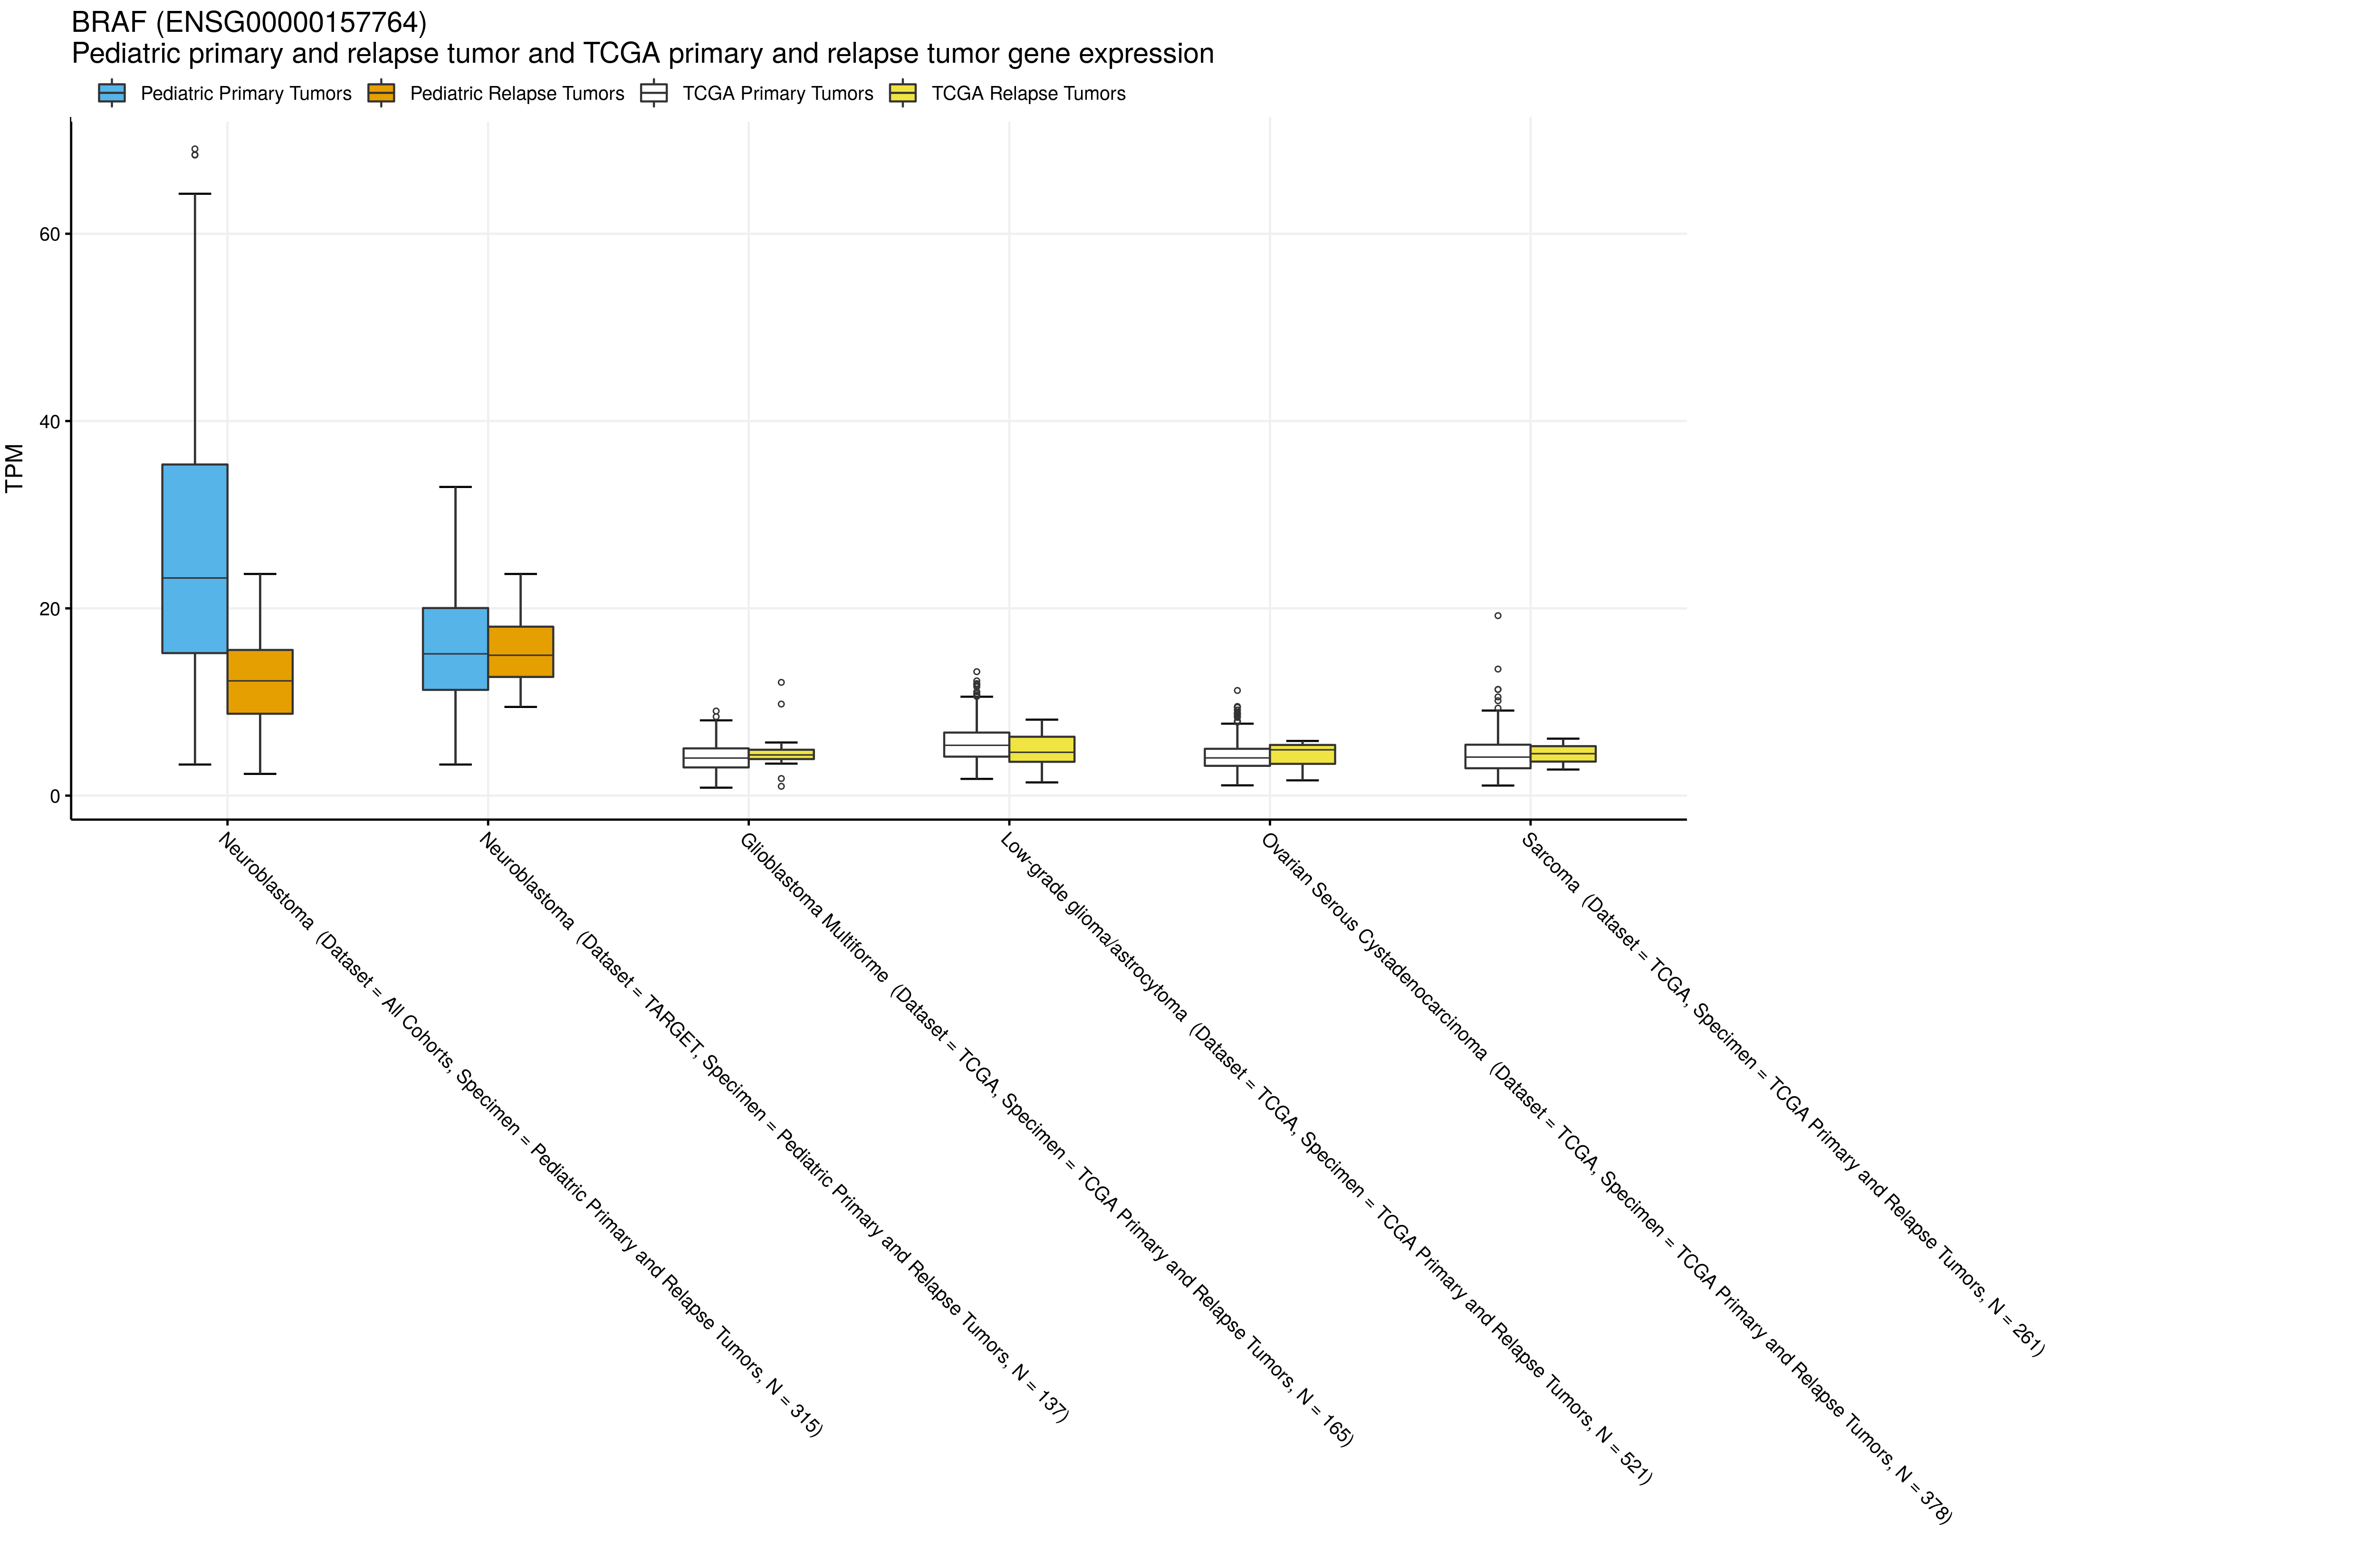 BRAF (ENSG00000157764)
Pediatric primary and relapse tumor and TCGA primary and relapse tumor gene expression
Pediatric Primary Tumors
Pediatric Relapse Tumors
TCGA Primary Tumors
TCGA Relapse Tumors
TPM
60
40
20
0
Neuroblastoma (Dataset = All Cohorts, Specimen = Pediatric Primary and Relapse Tumors, N = 315)
Neuroblastoma (Dataset = TARGET, Specimen = Pediatric Primary and Relapse Tumors, N = 137)
Glioblastoma Multiforme (Dataset = TCGA, Specimen = TCGA Primary and Relapse Tumors, N = 165)
Low-grade glioma/astrocytoma (Dataset = TCGA, Specimen = TCGA Primary and Relapse Tumors, N = 521)
Ovarian Serous Cystadenocarcinoma (Dataset = TCGA, Specimen = TCGA Primary and Relapse Tumors, N = 378)
Sarcoma (Dataset = TCGA, Specimen = TCGA Primary and Relapse Tumors, N = 261)